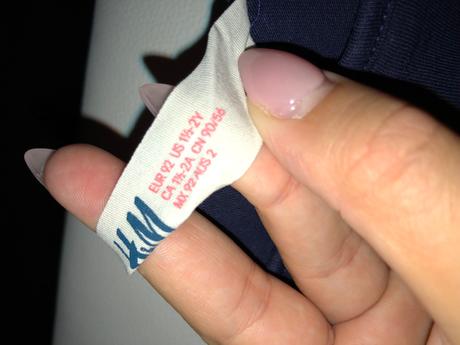 EUR 92 US 1½-2Y
CA 1½-2A CN 90/56
MX 92 AUS 2
H&M